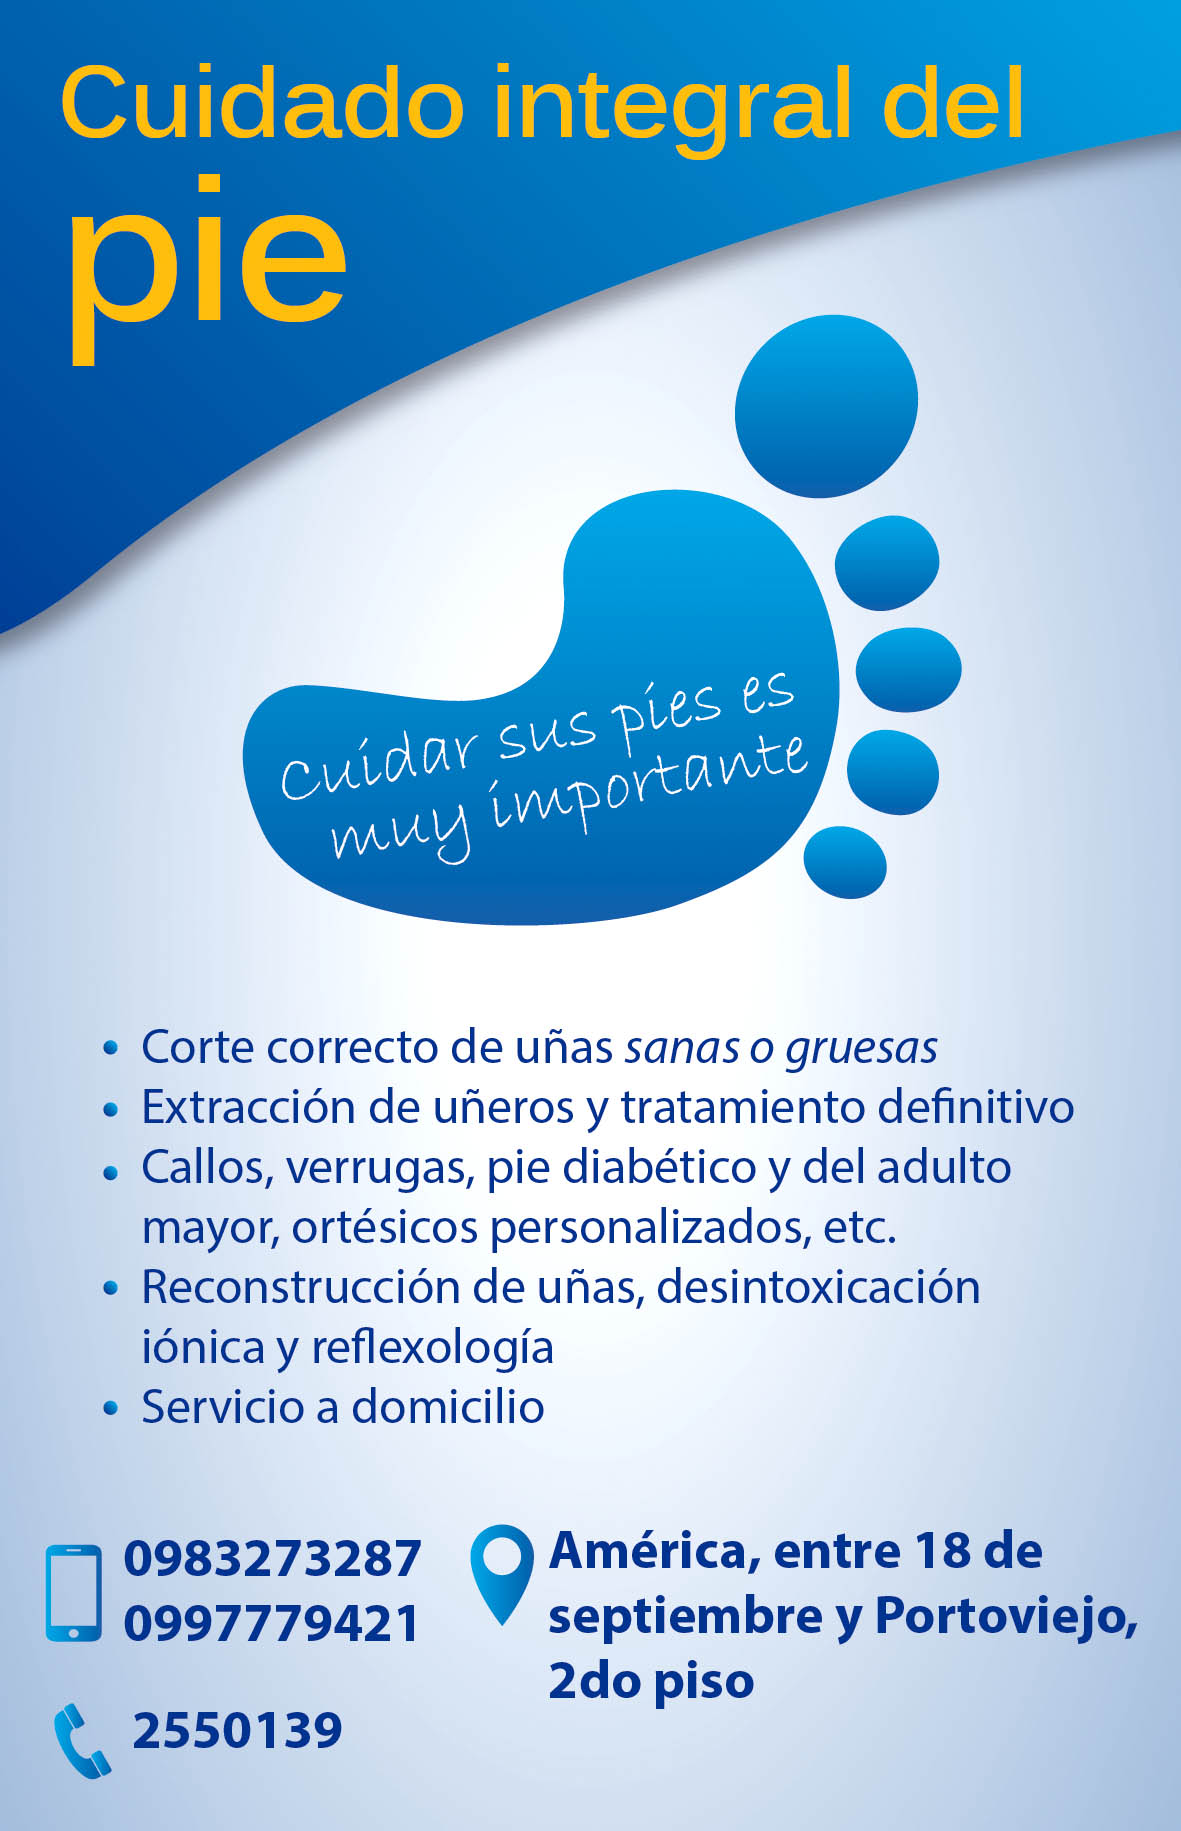 Cuidado integral del
pie
Cuidar sus pies es
muy importante
• Corte correcto de uñas sanas o gruesas
• Extracción de uñeros y tratamiento definitivo
• Callos, verrugas, pie diabético y del adulto
mayor, ortésicos personalizados, etc.
• Reconstrucción de uñas, desintoxicación
iónica y reflexología
• Servicio a domicilio
0983273287
0997779421
2550139
América, entre 18 de
septiembre y Portoviejo,
2do piso